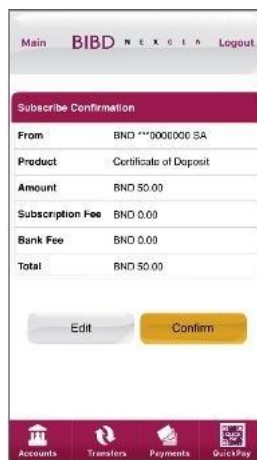 Main BIBD NEXGEN Logout
Subscribe Confirmation
From BND ***0000000 SA
Product Certificate of Deposit
Amount BND 50.00
Subscription Fee BND 0.00
Bank Fee BND 0.00
Total BND 50.00
Edit Confirm
Accounts Transfers Payments QuickPay